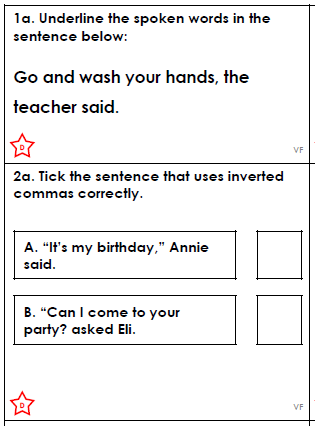 1a. Underline the spoken words in the
sentence below:
Go and wash your hands, the
teacher said.
D
VF
2a. Tick the sentence that uses inverted
commas correctly.
A. “It’s my birthday,” Annie
said.
B. “Can I come to your
party? asked Eli.
D
VF